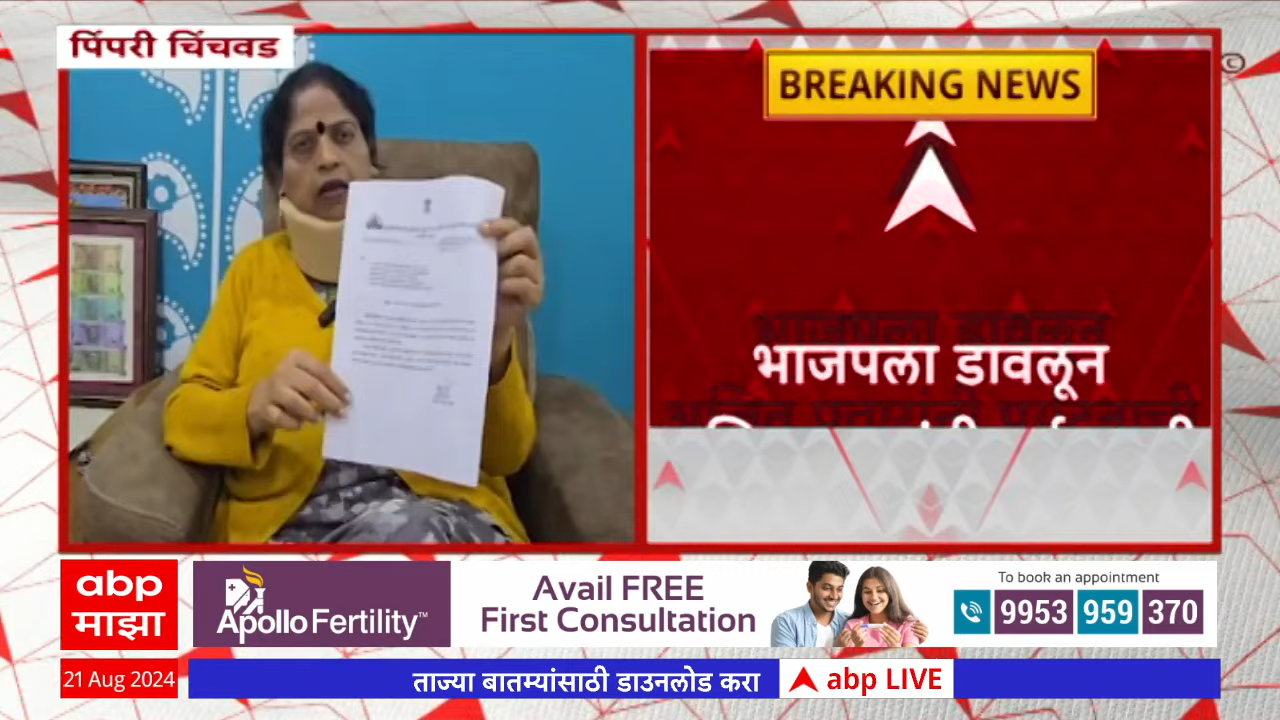 पिंपरी चिंचवड
©
BREAKING NEWS
भाजपला डावलून
abp
माझा
Apollo Fertility™
Avail FREE
First Consultation
To book an appointment
9953 959 370
21 Aug 2024
ताज्या बातम्यांसाठी डाउनलोड करा
abp LIVE